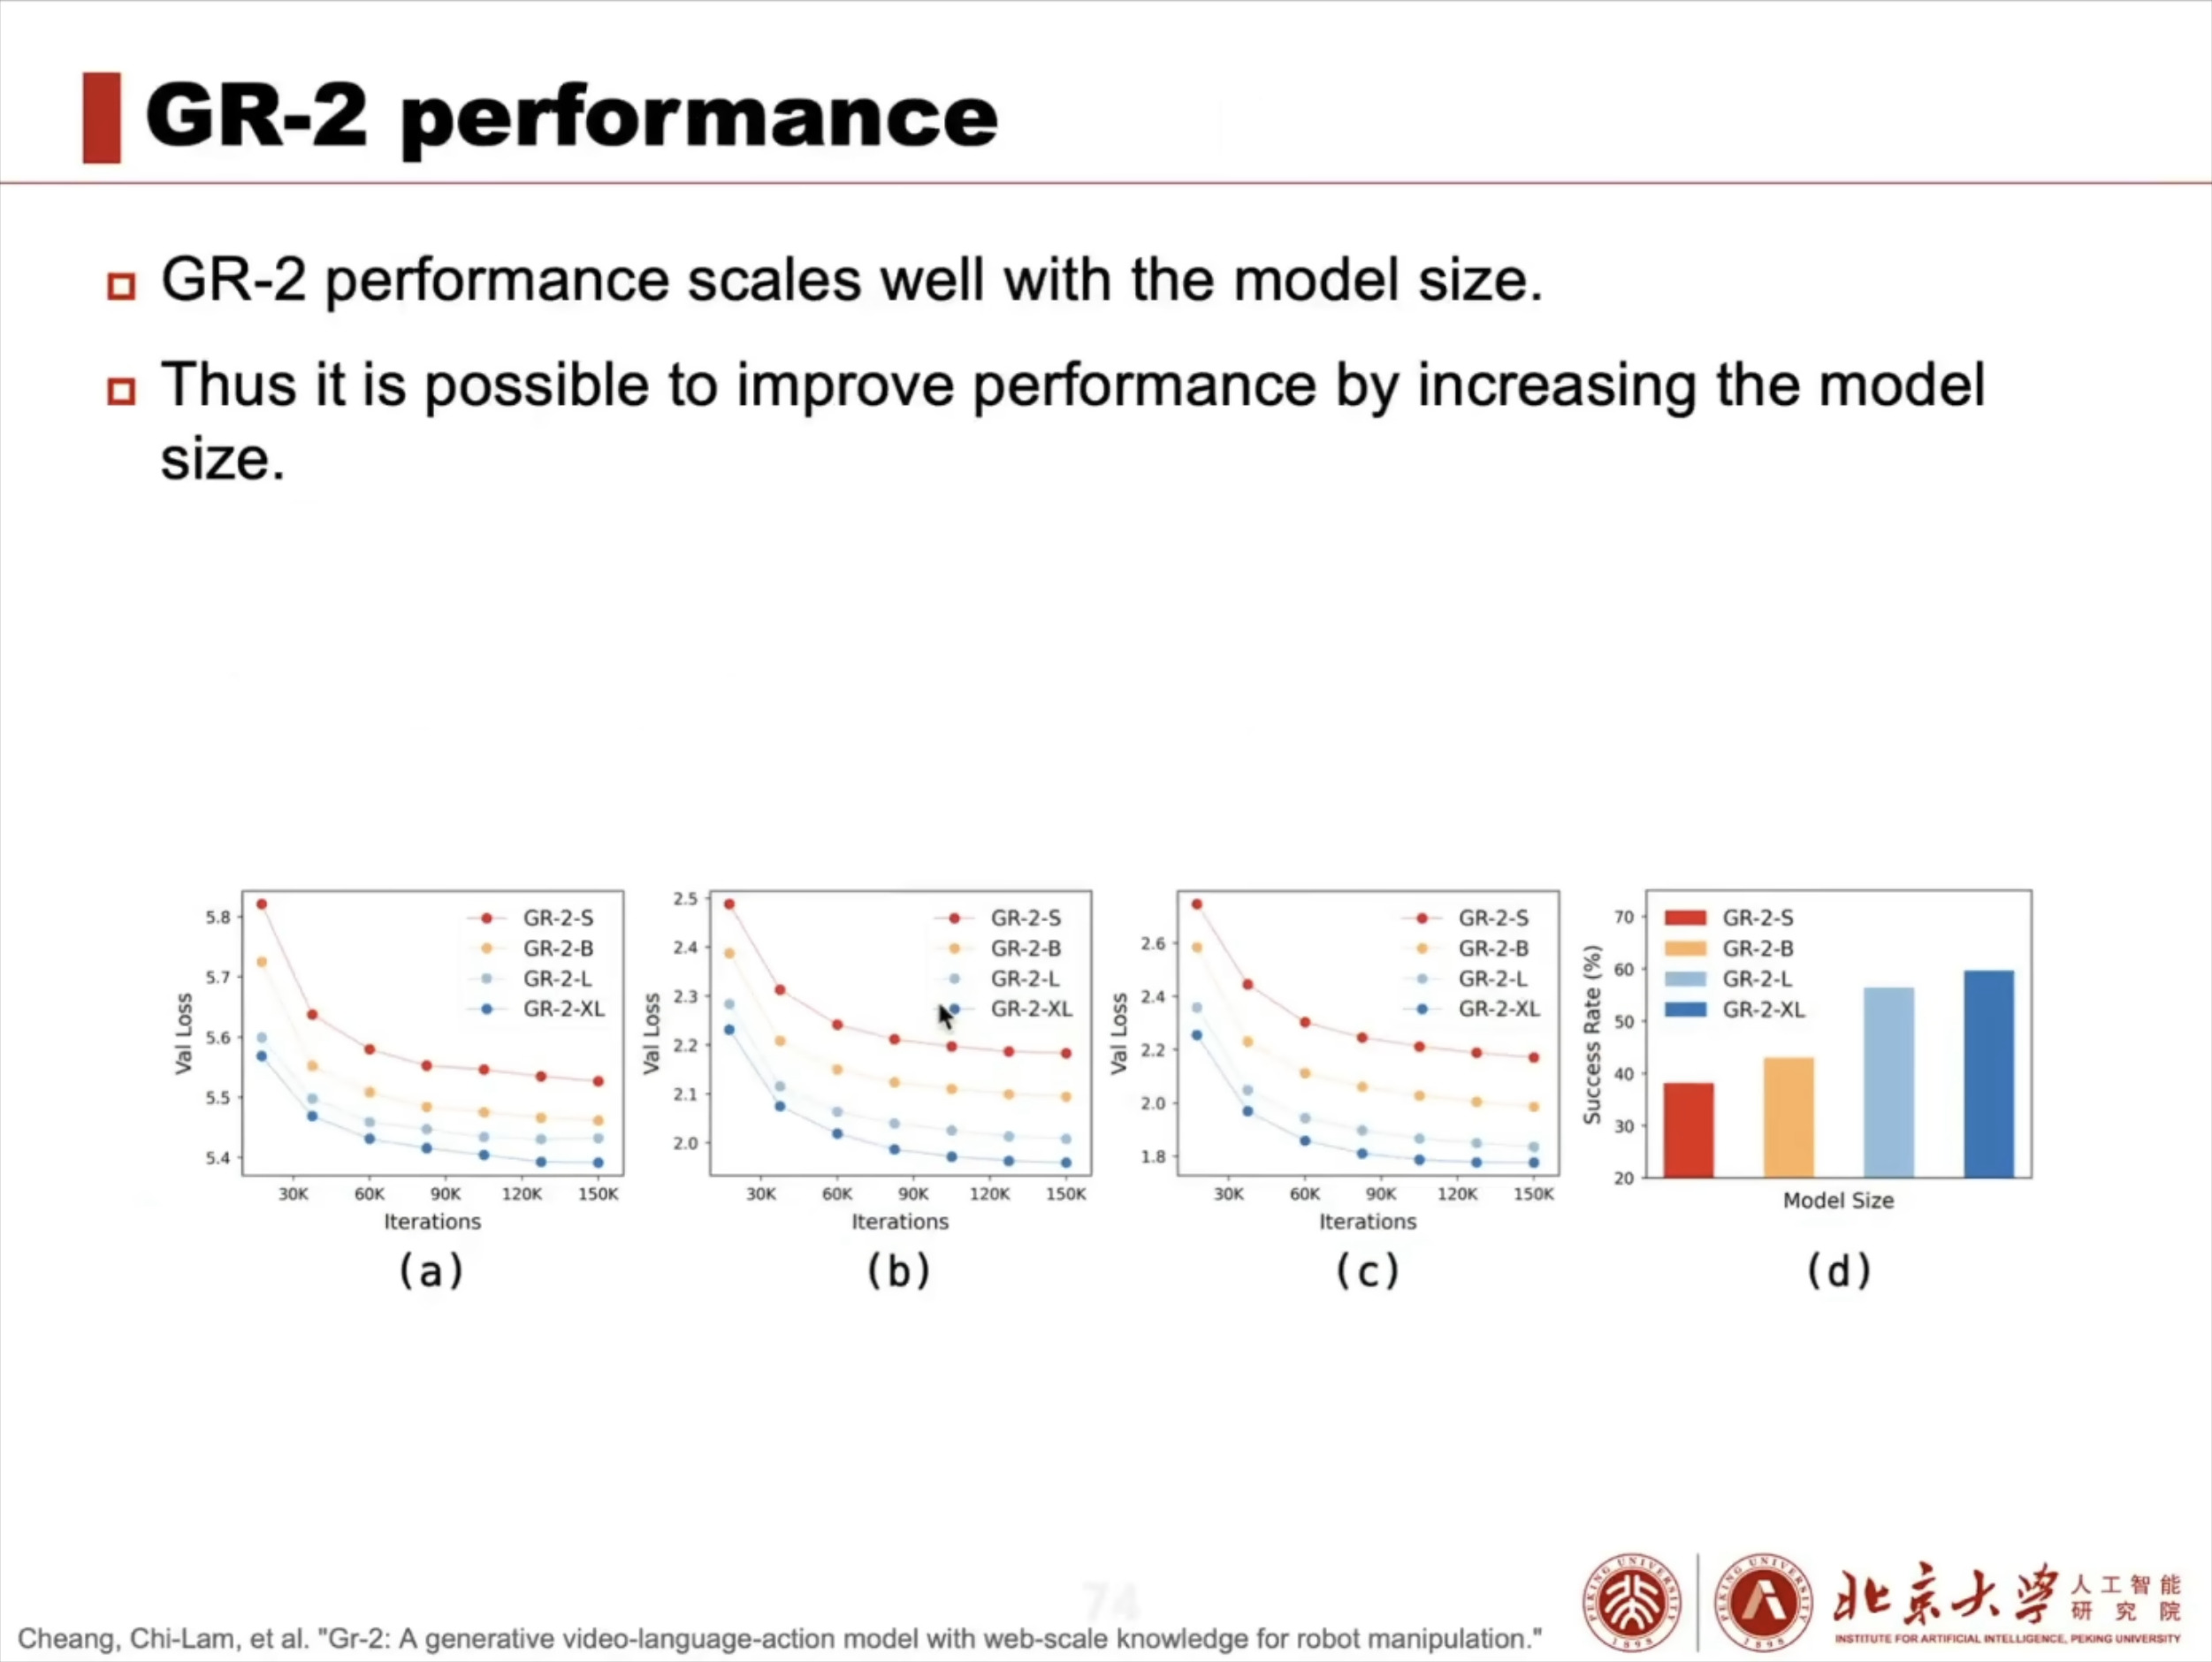 GR-2 performance
GR-2 performance scales well with the model size.
Thus it is possible to improve performance by increasing the model
size.
5.8
5.7
5.6
5.5
5.4
Val Loss
GR-2-S
GR-2-B
GR-2-L
GR-2-XL
30K 60K 90K 120K 150K
Iterations
(a)
2.5
2.4
2.3
2.2
2.1
2.0
Val Loss
GR-2-S
GR-2-B
GR-2-L
GR-2-XL
30K 60K 90K 120K 150K
Iterations
(b)
2.6
2.4
2.2
2.0
1.8
Val Loss
GR-2-S
GR-2-B
GR-2-L
GR-2-XL
30K 60K 90K 120K 150K
Iterations
(c)
70
60
50
40
30
20
Success Rate (%)
GR-2-S
GR-2-B
GR-2-L
GR-2-XL
Model Size
(d)
74
Cheang, Chi-Lam, et al. "Gr-2: A generative video-language-action model with web-scale knowledge for robot manipulation."
PEKING UNIVERSITY
1898
PEKING UNIVERSITY
1898
北京大学
人工智能
研究院
INSTITUTE FOR ARTIFICIAL INTELLIGENCE, PEKING UNIVERSITY